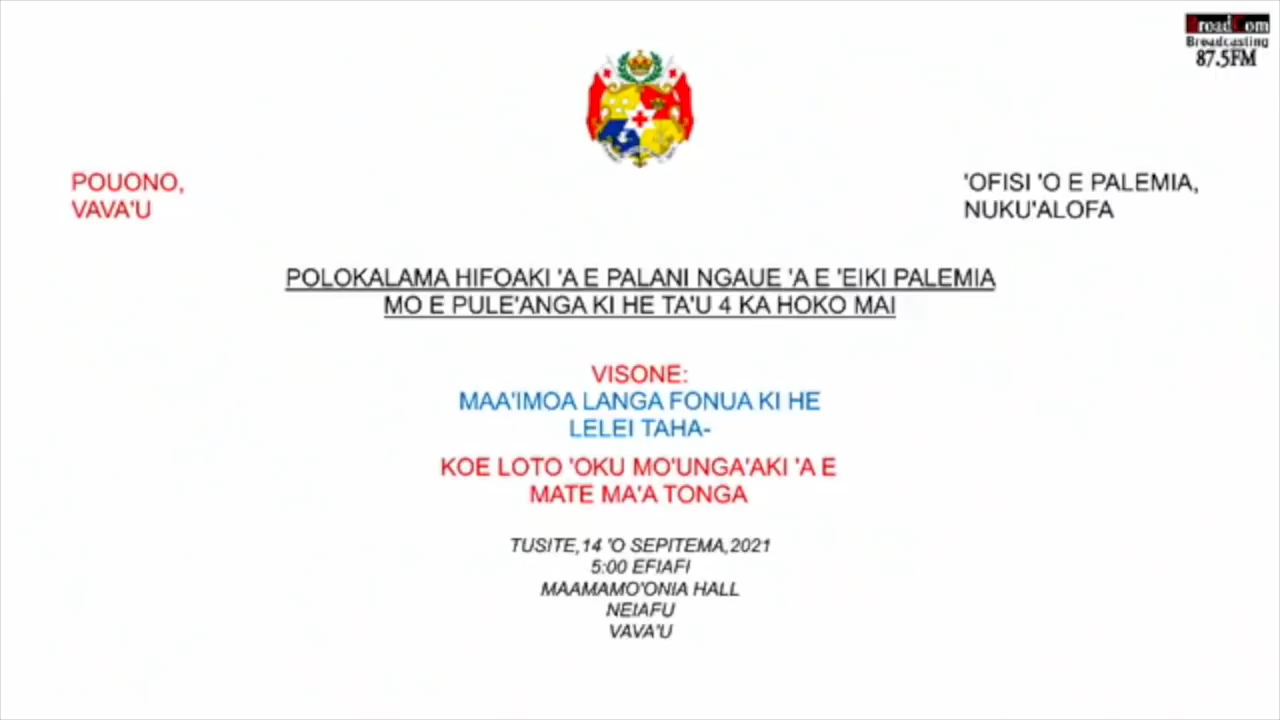 BroadCom
Broadcasting
87.5FM
POUONO,
VAVA'U
'OFISI 'O E PALEMIA,
NUKU'ALOFA
POLOKALAMA HIFOAKI 'A E PALANI NGAUE 'A E 'EIKI PALEMIA
MO E PULE'ANGA KI HE TA'U 4 KA HOKO MAI
VISONE:
MAA'IMOA LANGA FONUA KI HE
LELEI TAHA-
KOE LOTO 'OKU MO'UNGA'AKI 'A E
MATE MA'A TONGA
TUSITE,14 'O SEPITEMA,2021
5:00 EFIAFI
MAAMAMO'ONIA HALL
NEIAFU
VAVA'U